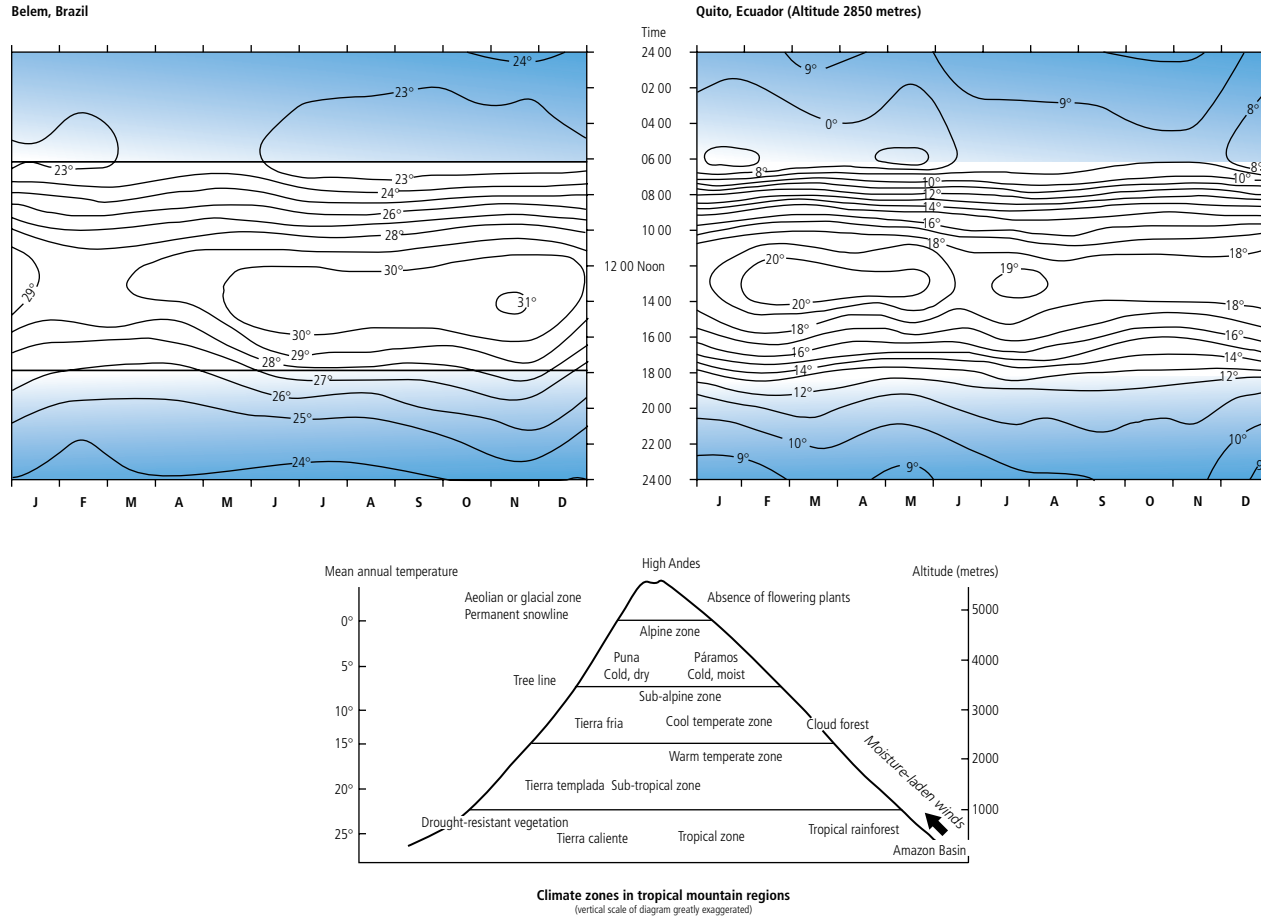 Belem, Brazil
24°
23°
23°
23°
24°
26°
28°
29°
30°
31°
30°
29°
28°
27°
26°
25°
24°
J F M A M J J A S O N D
Time
24 00
02 00
04 00
06 00
08 00
10 00
12 00 Noon
14 00
16 00
18 00
20 00
22 00
24 00
Quito, Ecuador (Altitude 2850 metres)
9°
9°
8°
0°
8°
8°
10°
10°
12°
14°
16°
18°
18°
20°
19°
20°
18°
18°
16°
16°
14°
14°
12°
12°
10°
10°
9°
9°
9
J F M A M J J A S O N D
High Andes
Mean annual temperature
Altitude (metres)
Aeolian or glacial zone
Permanent snowline
Absence of flowering plants
0°
5000
Alpine zone
Puna
Cold, dry
Páramos
Cold, moist
5°
4000
Tree line
Sub-alpine zone
10°
3000
Tierra fria
Cool temperate zone
Cloud forest
15°
2000
Warm temperate zone
Moisture-laden winds
20°
Tierra templada
Sub-tropical zone
1000
Drought-resistant vegetation
25°
Tierra caliente
Tropical zone
Tropical rainforest
Amazon Basin
Climate zones in tropical mountain regions
(vertical scale of diagram greatly exaggerated)